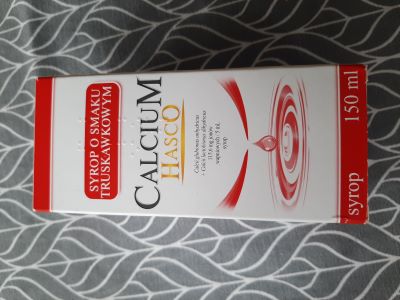 SYROP O SMAKU
TRUSKAWKOWYM
CALCIUM
HASCO
Calcii glubionas anhydricus
+ Calcii lactobionas dihydricus
113,6 mg jonów
wapniowych / 5 ml,
syrop
syrop 150 ml